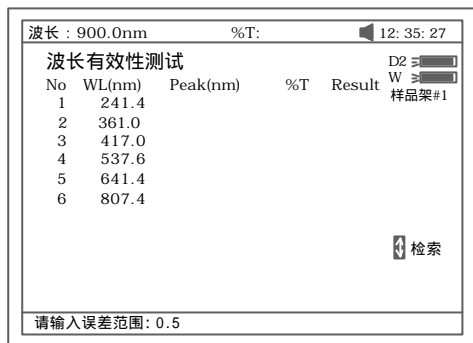 波长：900.0nm %T: 12:35:27
波长有效性测试 D2
No WL(nm) Peak(nm) %T Result W
1 241.4 样品架#1
2 361.0
3 417.0
4 537.6
5 641.4
6 807.4
检索
请输入误差范围：0.5